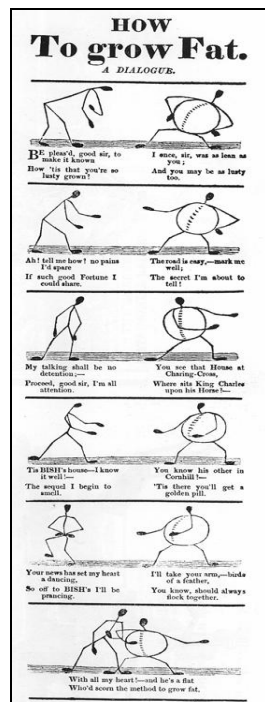 HOW
To grow Fat.
A DIALOGUE.
BE pleas'd, good sir, to
make it known
How 'tis that you're so
lusty grown!
I once, sir, was as lean as
you;
And you may be as lusty
too.
Ah! tell me how! no pains
I'd spare
If such good Fortune I
could share.
The road is easy,—mark me
well;
The secret I'm about to
tell!
My talking shall be no
detention;—
Proceed, good sir, I'm all
attention.
You see that House at
Charing-Cross,
Where sits King Charles
upon his Horse!—
Tis BISH's house—I know
it well!—
The sequel I begin to
smell.
You know his other in
Cornhill!—
'Tis there you'll get a
golden pill.
Your news has set my heart
a dancing,
So off to BISH's I'll be
prancing.
I'll take your arm,—birds
of a feather,
You know, should always
flock together.
With all my heart!—and he's a flat
Who'd scorn the method to grow fat.